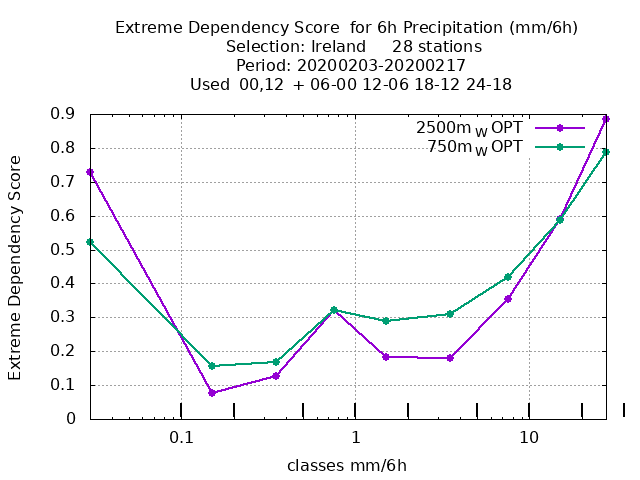 Extreme Dependency Score  for 6h Precipitation (mm/6h)
Selection: Ireland     28 stations
Period: 20200203-20200217
Used  00,12  + 06-00 12-06 18-12 24-18
2500m_W OPT
750m_W OPT
Extreme Dependency Score
0.9
0.8
0.7
0.6
0.5
0.4
0.3
0.2
0.1
0
0.1
1
10
classes mm/6h